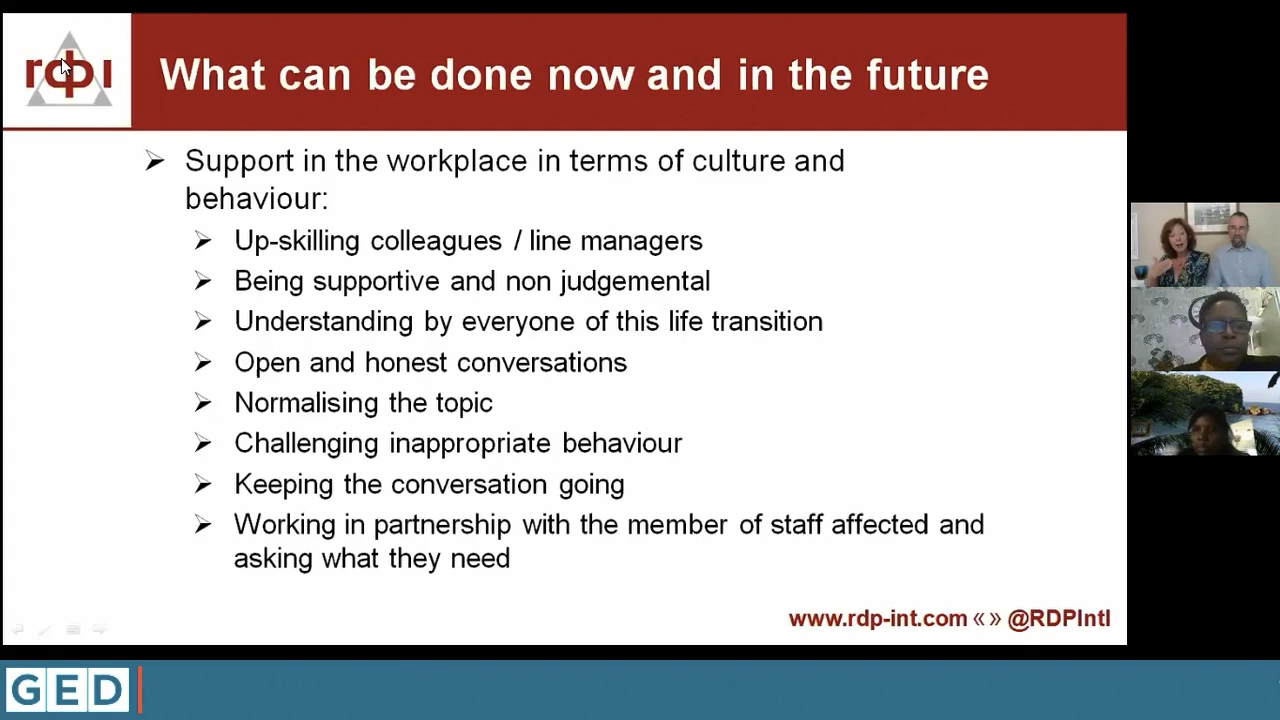 rdpi
What can be done now and in the future
Support in the workplace in terms of culture and
behaviour:
Up-skilling colleagues / line managers
Being supportive and non judgemental
Understanding by everyone of this life transition
Open and honest conversations
Normalising the topic
Challenging inappropriate behaviour
Keeping the conversation going
Working in partnership with the member of staff affected and
asking what they need
www.rdp-int.com «» @RDPIntl
GED